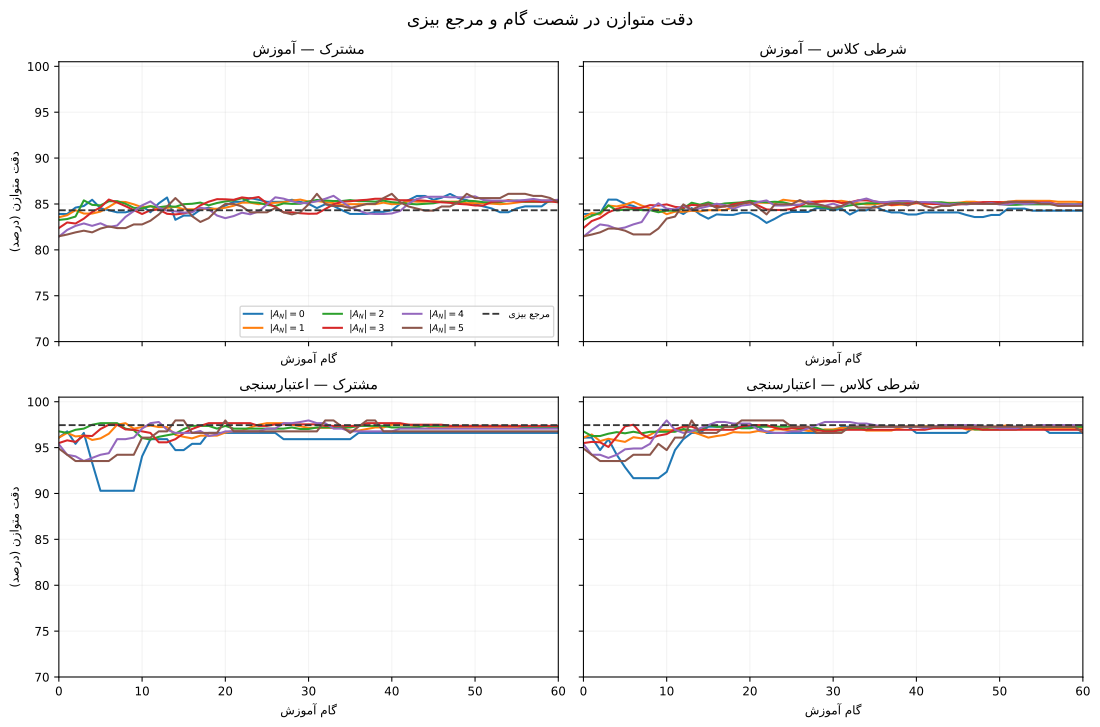 دقت متوازن در شصت گام و مرجع بیزی
مشترک — آموزش
شرطی کلاس — آموزش
دقت متوازن (درصد)
100
95
90
85
80
75
70
|A_N| = 0
|A_N| = 1
|A_N| = 2
|A_N| = 3
|A_N| = 4
|A_N| = 5
مرجع بیزی
گام آموزش
گام آموزش
مشترک — اعتبارسنجی
شرطی کلاس — اعتبارسنجی
دقت متوازن (درصد)
100
95
90
85
80
75
70
0 10 20 30 40 50 60
0 10 20 30 40 50 60
گام آموزش
گام آموزش